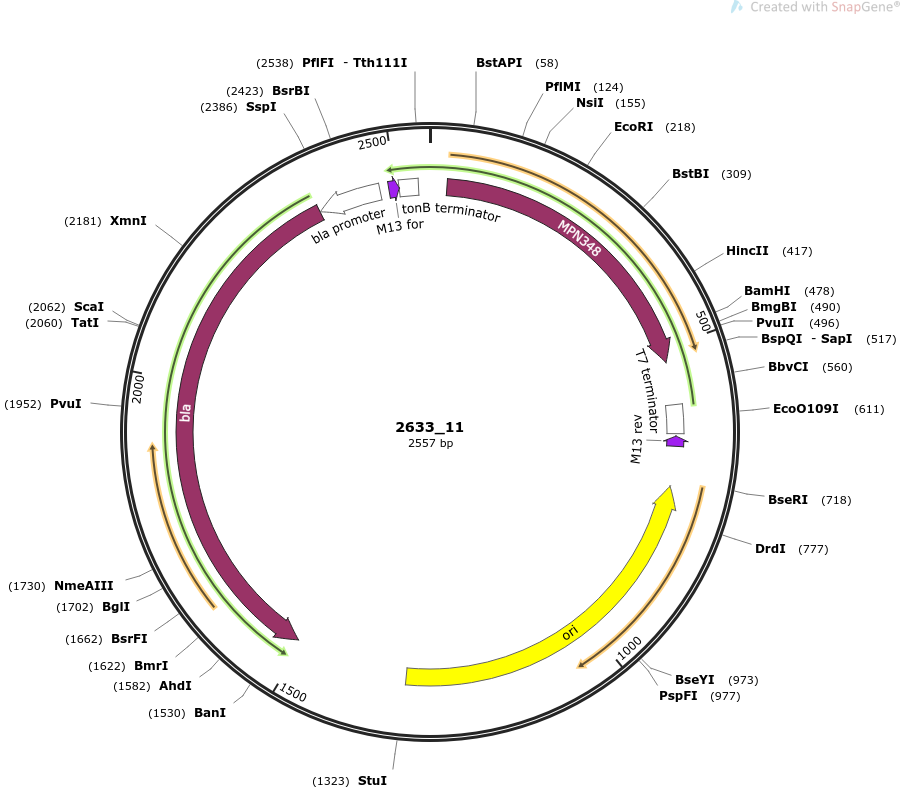 Created with SnapGene®
(2538) PflFI - Tth111I
BstAPI (58)
(2423) BsrBI
PflMI (124)
(2386) SspI
NsiI (155)
EcoRI (218)
2500
BstBI (309)
tonB terminator
bla promoter
M13 for
MPN348
(2181) XmnI
HincII (417)
BamHI (478)
(2062) ScaI
BmgBI (490)
(2060) TatI
PvuII (496)
500
BspQI - SapI (517)
BbvCI (560)
T7 terminator
2000
(1952) PvuI
bla
EcoO109I (611)
2633_11
2557 bp
M13 rev
BseRI (718)
DrdI (777)
(1730) NmeAIII
(1702) BglI
ori
(1662) BsrFI
1000
(1622) BmrI
BseYI (973)
(1582) AhdI
PspFI (977)
1500
(1530) BanI
(1323) StuI